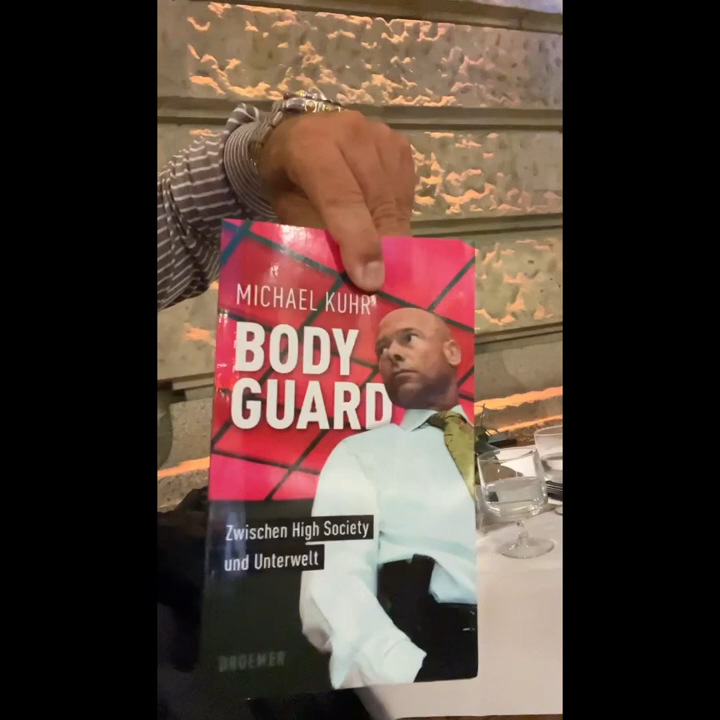 MICHAEL KUHR
BODY
GUARD
Zwischen High Society
und Unterwelt
DROEMER